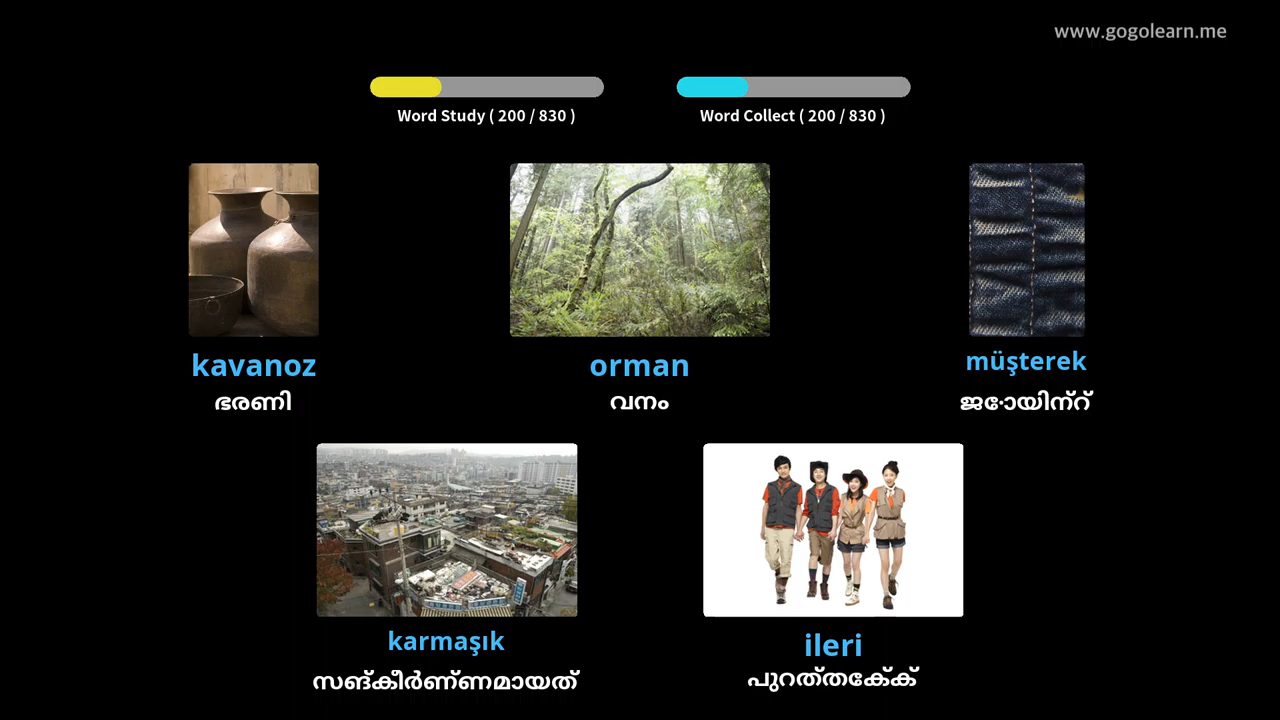 www.gogolearn.me
Word Study ( 200 / 830 )
Word Collect ( 200 / 830 )
kavanoz
ഭരണി
orman
വനം
müşterek
ജോയിന്റ്
karmaşık
സങ്കീർണ്ണമായത്
ileri
പുറത്തേക്ക്